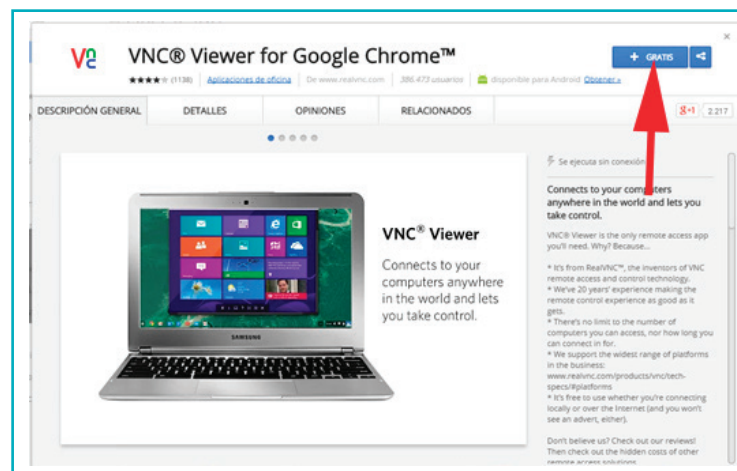 VNC
VNC® Viewer for Google Chrome™
+ GRATIS
(1138) Aplicaciones de oficina De www.realvnc.com 386.473 usuarios disponible para Android Obtener »
DESCRIPCIÓN GENERAL DETALLES OPINIONES RELACIONADOS
g+1 2.217
VNC® Viewer
Connects to your
computers anywhere
in the world and lets
you take control.
SAMSUNG
Se ejecuta sin conexión
Connects to your computers
anywhere in the world and lets you
take control.
VNC® Viewer is the only remote access app
you'll need. Why? Because...
* It's from RealVNC™, the inventors of VNC
remote access and control technology.
* We've 20 years' experience making the
remote control experience as good as it
gets.
* There's no limit to the number of
computers you can access, nor how long you
can connect in for.
* We support the widest range of platforms
in the business:
www.realvnc.com/products/vnc/tech-
specs/#platforms
* It's free to use whether you're connecting
locally or over the Internet (and you won't
see an advert, either).
Don't believe us? Check out our reviews!
Then check out the hidden costs of other
remote access solutions